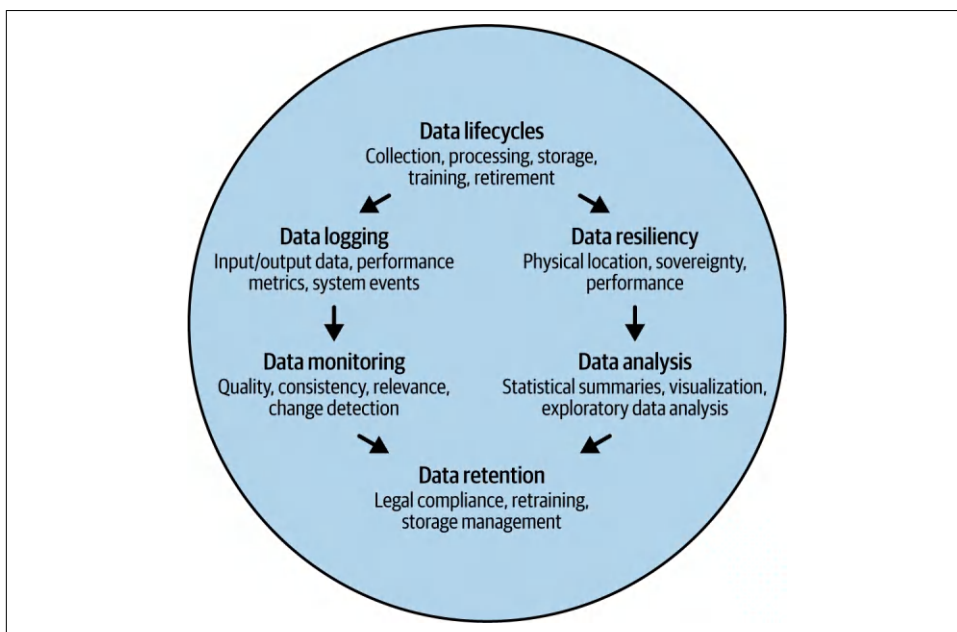 Data lifecycles
Collection, processing, storage,
training, retirement
Data logging
Input/output data, performance
metrics, system events
Data resiliency
Physical location, sovereignty,
performance
Data monitoring
Quality, consistency, relevance,
change detection
Data analysis
Statistical summaries, visualization,
exploratory data analysis
Data retention
Legal compliance, retraining,
storage management